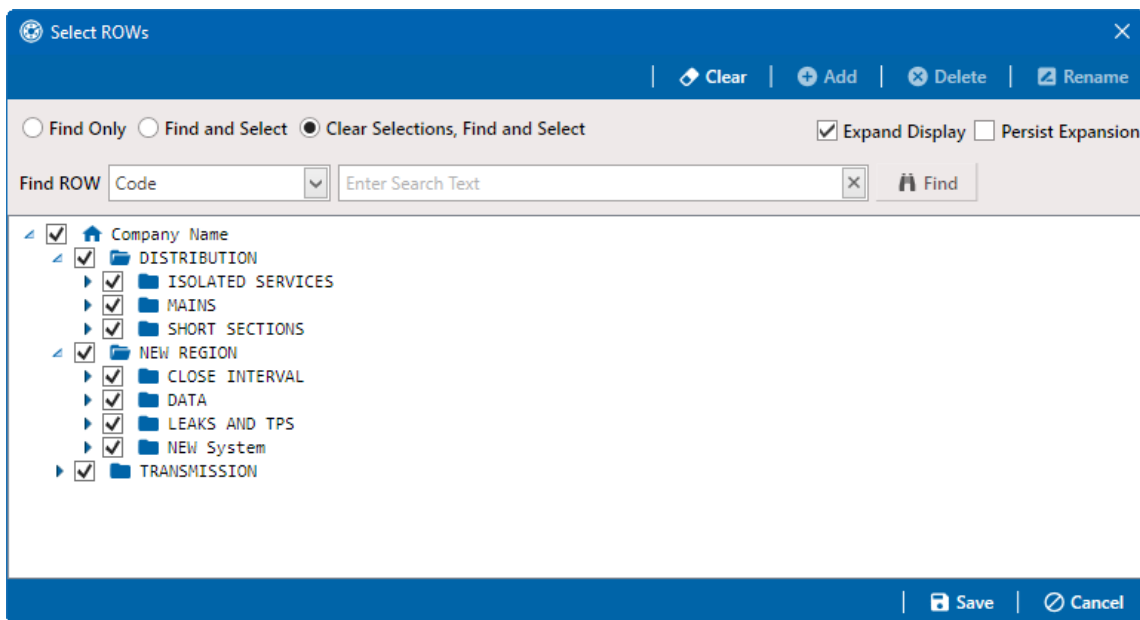 Select ROWs
Clear Add Delete Rename
Find Only Find and Select Clear Selections, Find and Select Expand Display Persist Expansion
Find ROW Code Enter Search Text Find
Company Name
DISTRIBUTION
ISOLATED SERVICES
MAINS
SHORT SECTIONS
NEW REGION
CLOSE INTERVAL
DATA
LEAKS AND TPS
NEW System
TRANSMISSION
Save Cancel